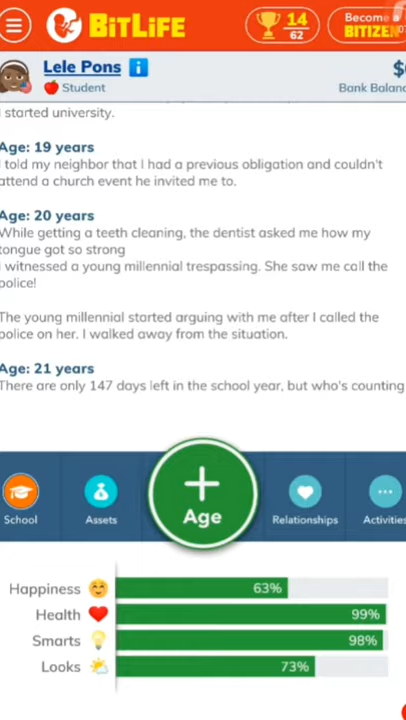 BITLIFE
14
62
Become a
BITIZEN
Lele Pons i
Student
$
Bank Balanc
I started university.
Age: 19 years
I told my neighbor that I had a previous obligation and couldn't
attend a church event he invited me to.
Age: 20 years
While getting a teeth cleaning, the dentist asked me how my
tongue got so strong
I witnessed a young millennial trespassing. She saw me call the
police!
The young millennial started arguing with me after I called the
police on her. I walked away from the situation.
Age: 21 years
There are only 147 days left in the school year, but who's counting
+
Age
School
Assets
Relationships
Activities
Happiness 63%
Health 99%
Smarts 98%
Looks 73%